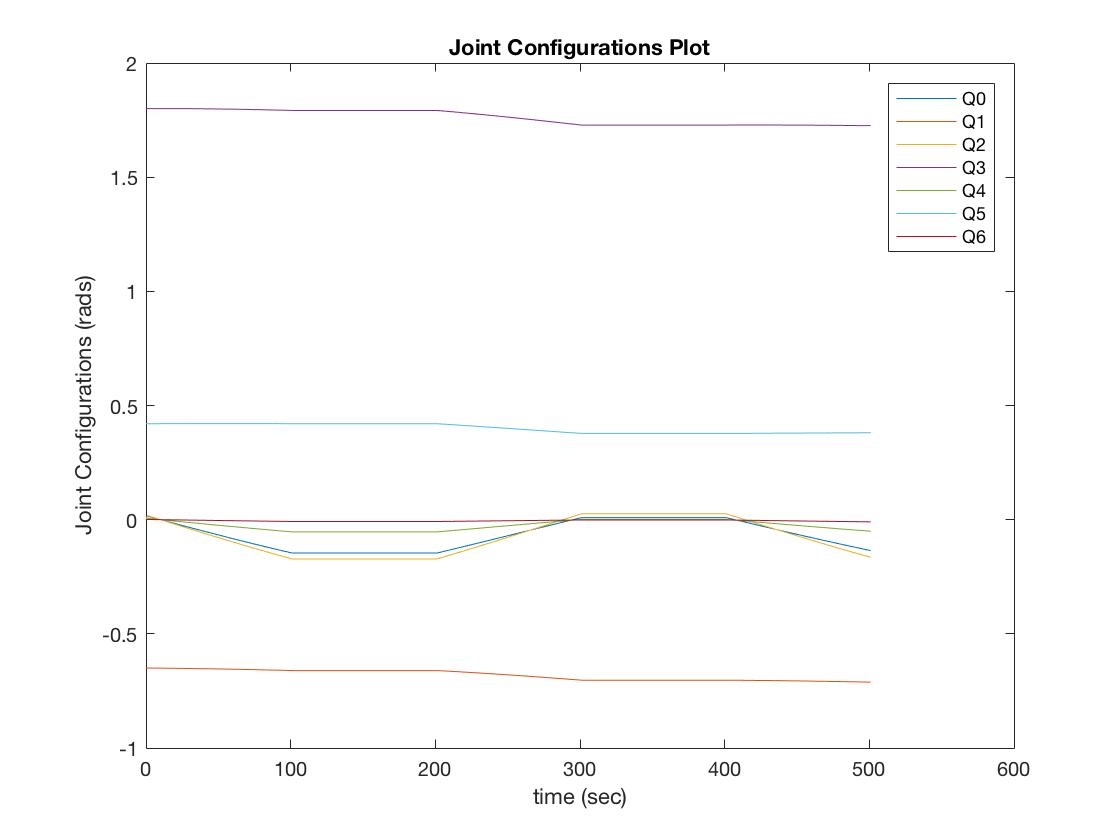 Joint Configurations Plot
2
1.5
1
0.5
0
-0.5
-1
Joint Configurations (rads)
Q0
Q1
Q2
Q3
Q4
Q5
Q6
0 100 200 300 400 500 600
time (sec)